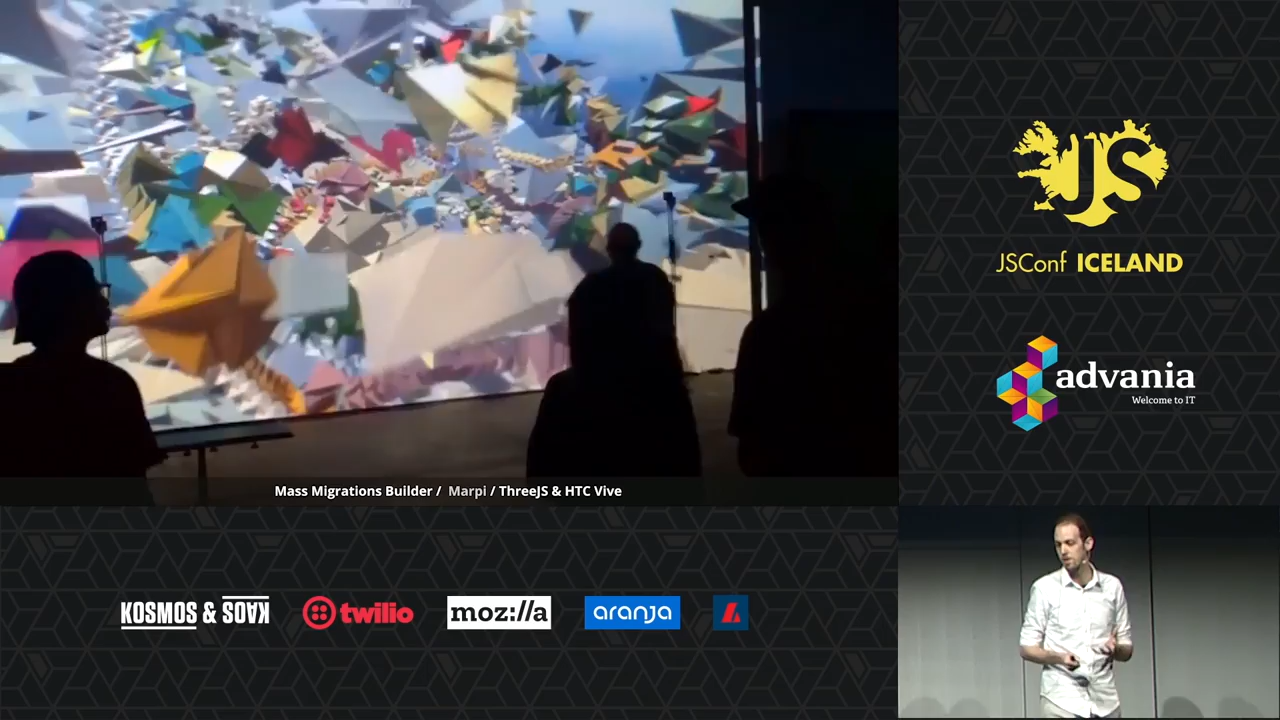 JS
JSConf ICELAND
advania
Welcome to IT
Mass Migrations Builder / Marpi / ThreeJS & HTC Vive
KOSMOS & KAOS
twilio
moz://a
aranja